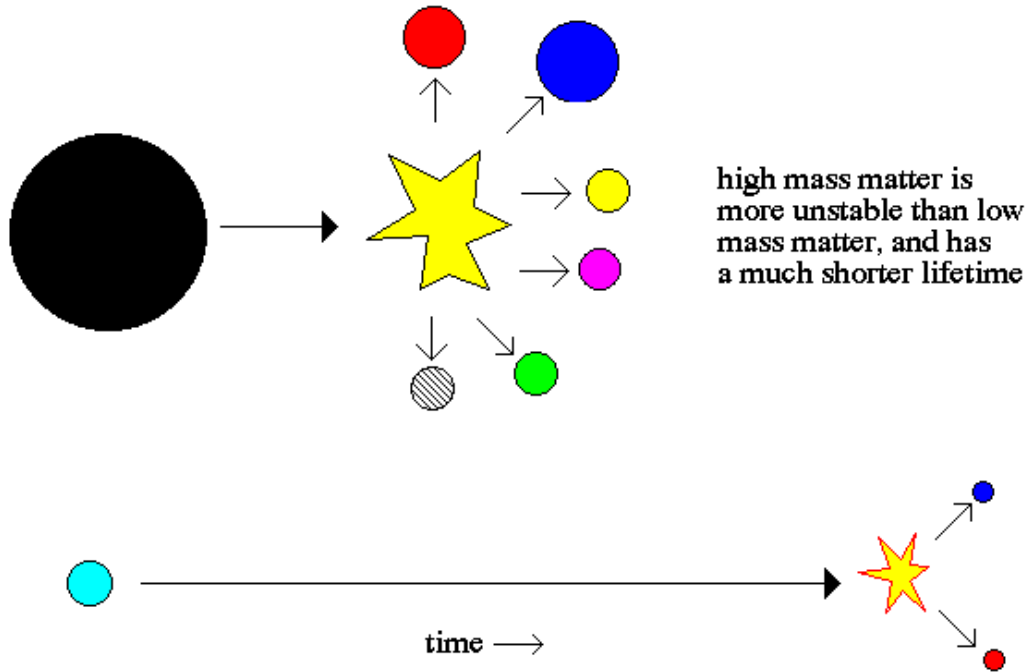 high mass matter is
more unstable than low
mass matter, and has
a much shorter lifetime
time